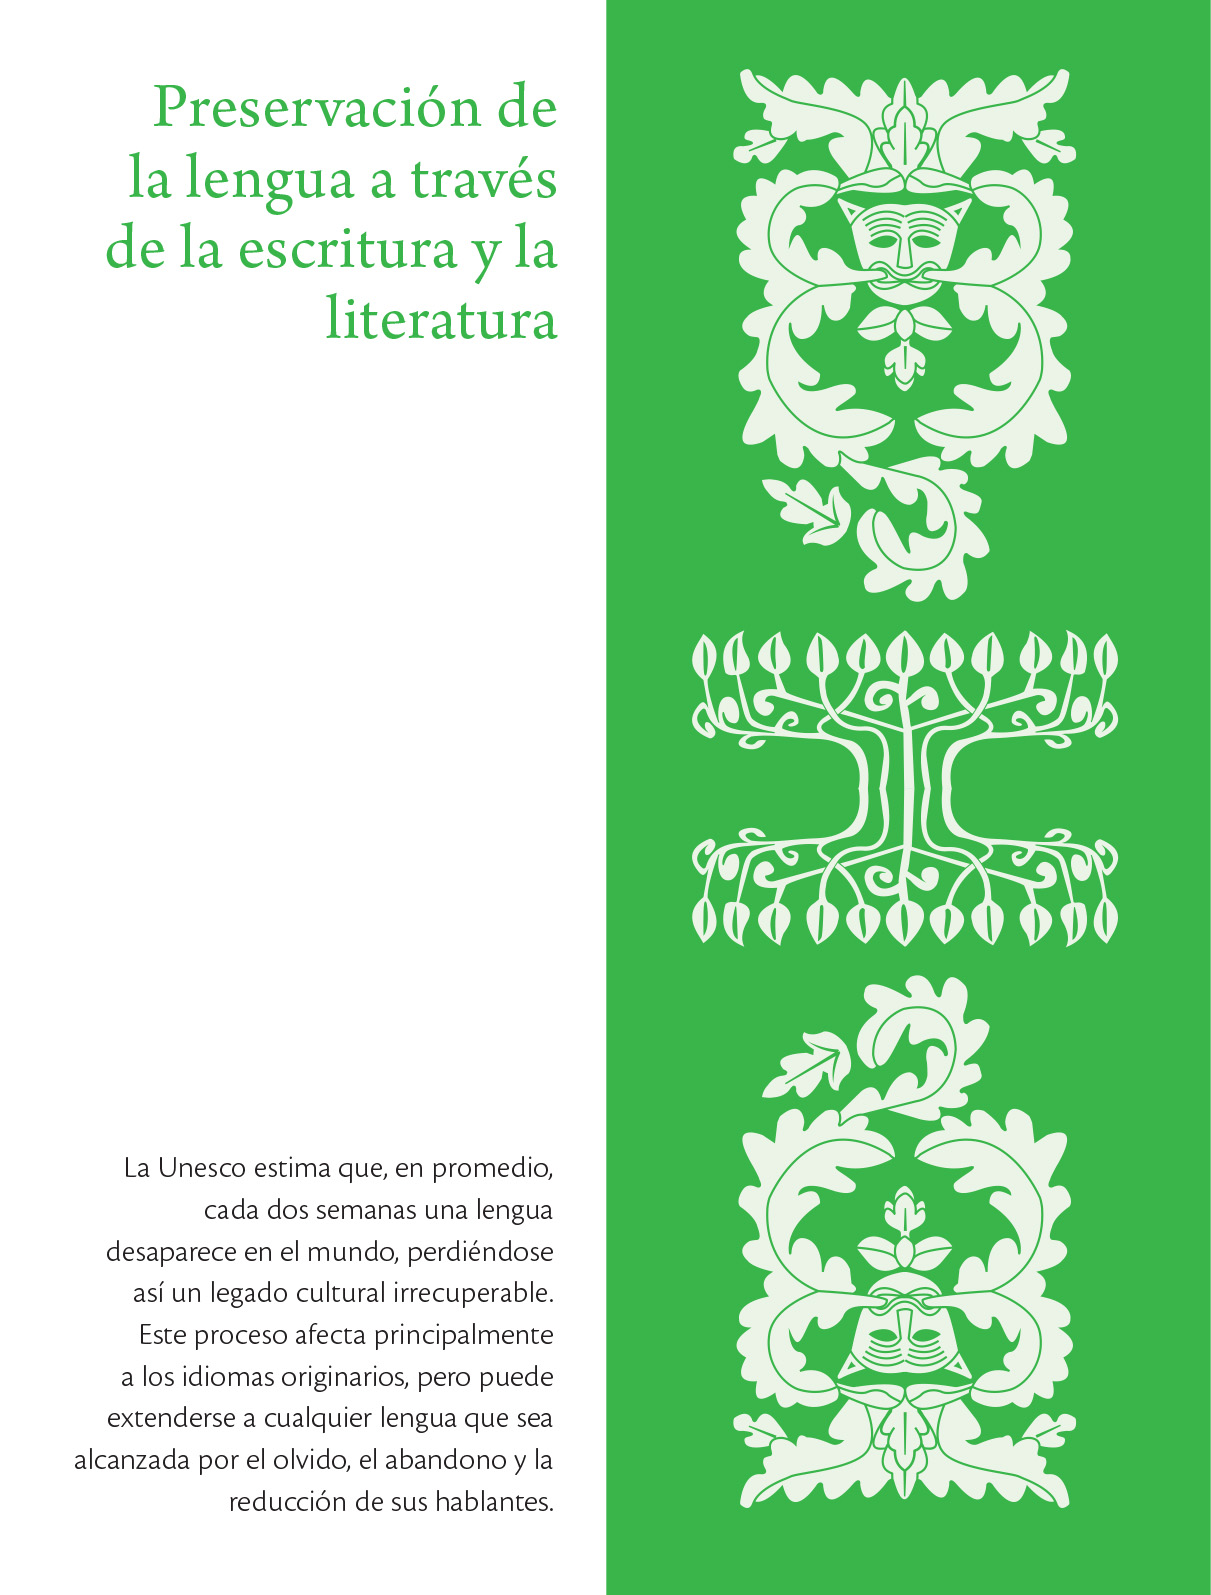 Preservación de
la lengua a través
de la escritura y la
literatura
La Unesco estima que, en promedio,
cada dos semanas una lengua
desaparece en el mundo, perdiéndose
así un legado cultural irrecuperable.
Este proceso afecta principalmente
a los idiomas originarios, pero puede
extenderse a cualquier lengua que sea
alcanzada por el olvido, el abandono y la
reducción de sus hablantes.